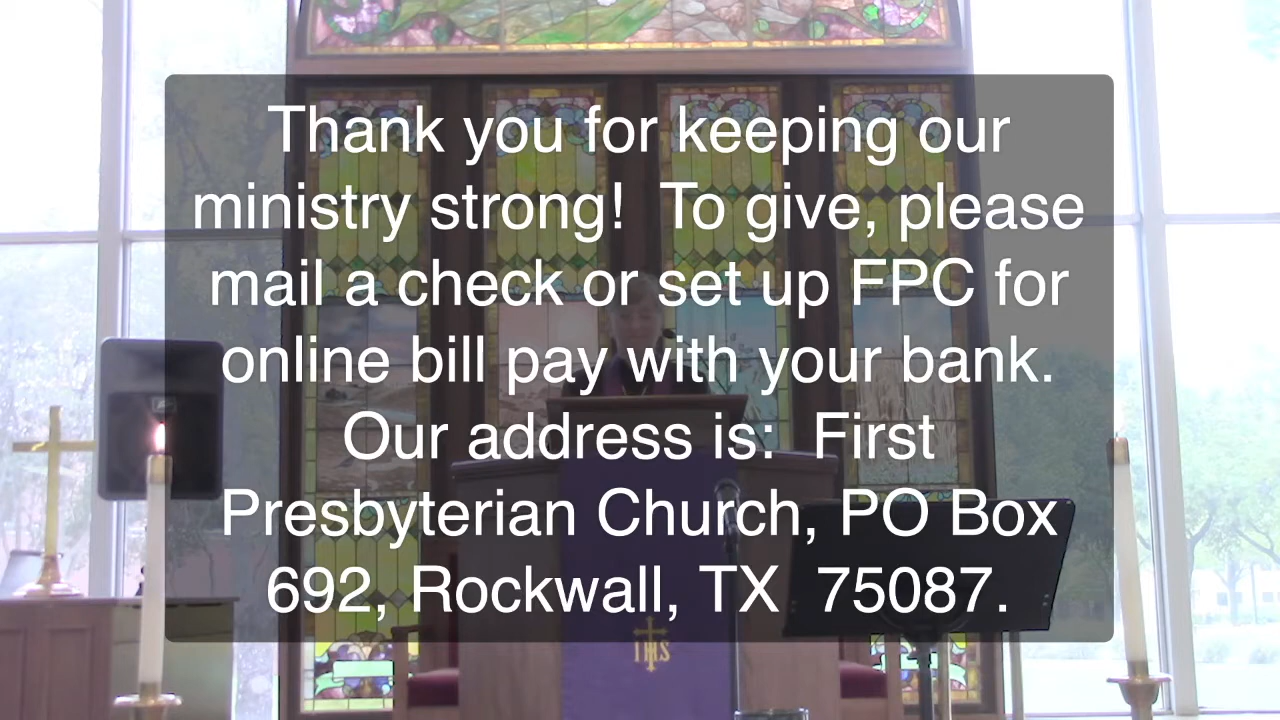 Thank you for keeping our
ministry strong!  To give, please
mail a check or set up FPC for
online bill pay with your bank.
Our address is:  First
Presbyterian Church, PO Box
692, Rockwall, TX  75087.
IHS